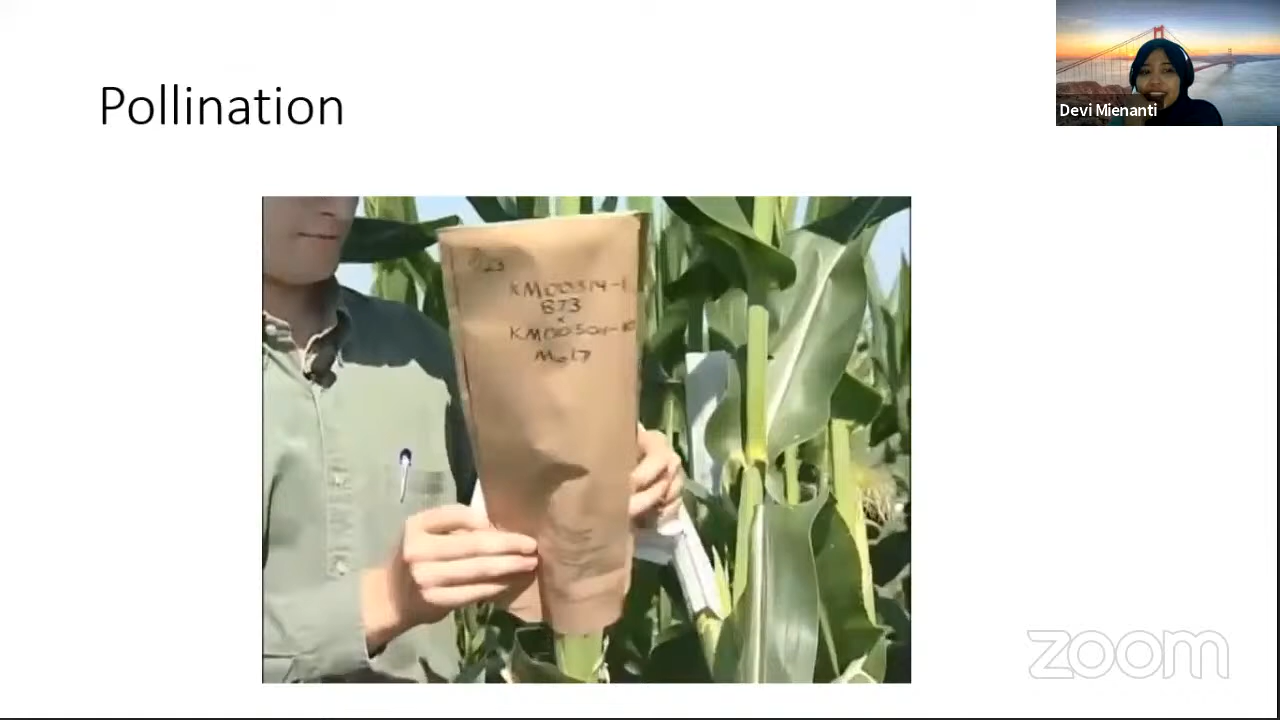 Pollination
Devi Mienanti
KM00314-1
B73
x
Mo17
zoom